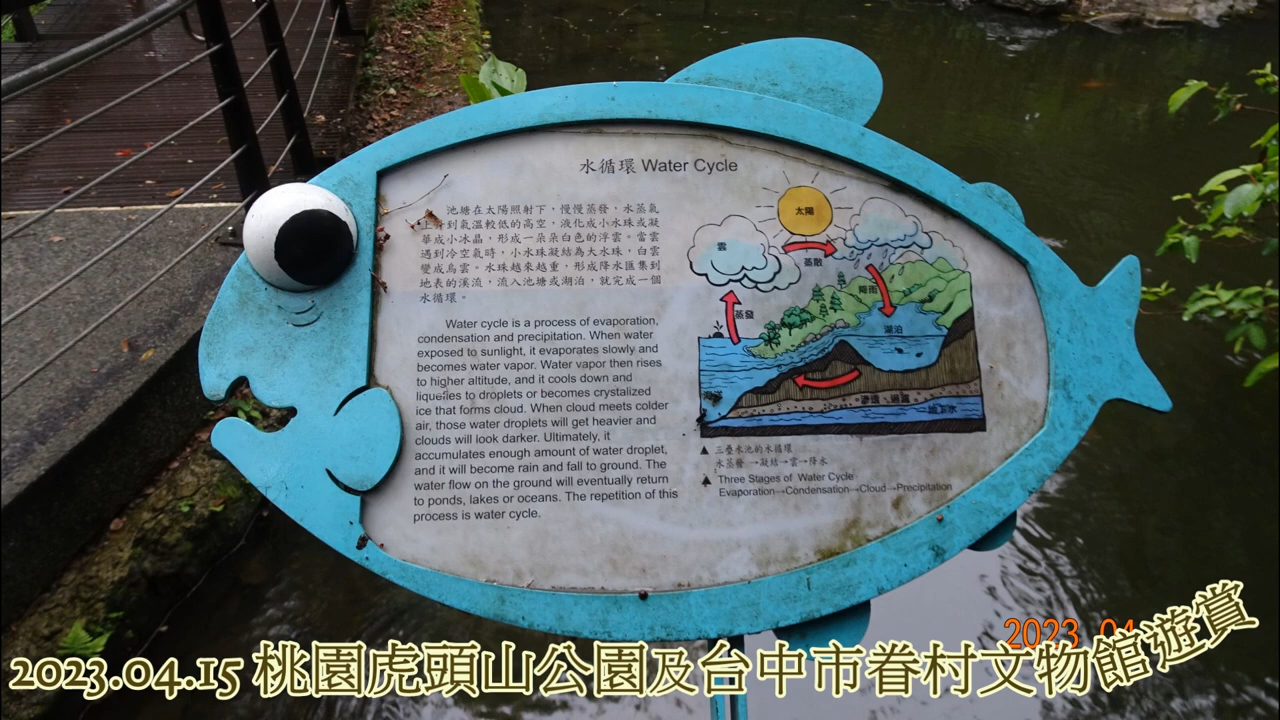 水循環 Water Cycle
池塘在太陽照射下，慢慢蒸發，水蒸氣
上升到氣溫較低的高空，液化成小水珠或凝
華成小冰晶，形成一朵朵白色的浮雲。當雲
遇到冷空氣時，小水珠凝結為大水珠，白雲
變成烏雲。水珠越來越重，形成降水匯集到
地表的溪流，流入池塘或湖泊，就完成一個
水循環。
Water cycle is a process of evaporation,
condensation and precipitation. When water
exposed to sunlight, it evaporates slowly and
becomes water vapor. Water vapor then rises
to higher altitude, and it cools down and
liquefies to droplets or becomes crystalized
ice that forms cloud. When cloud meets colder
air, those water droplets will get heavier and
clouds will look darker. Ultimately, it
accumulates enough amount of water droplet,
and it will become rain and fall to ground. The
water flow on the ground will eventually return
to ponds, lakes or oceans. The repetition of this
process is water cycle.
太陽
雲
蒸散
降雨
蒸發
湖泊
海洋
滲透、過濾
地下水
▲ 三疊水池的水循環
水蒸發→凝結→雲→降水
▲ Three Stages of Water Cycle
Evaporation→Condensation→Cloud→Precipitation
2023 04
2023.04.15 桃園虎頭山公園及台中市眷村文物館遊賞